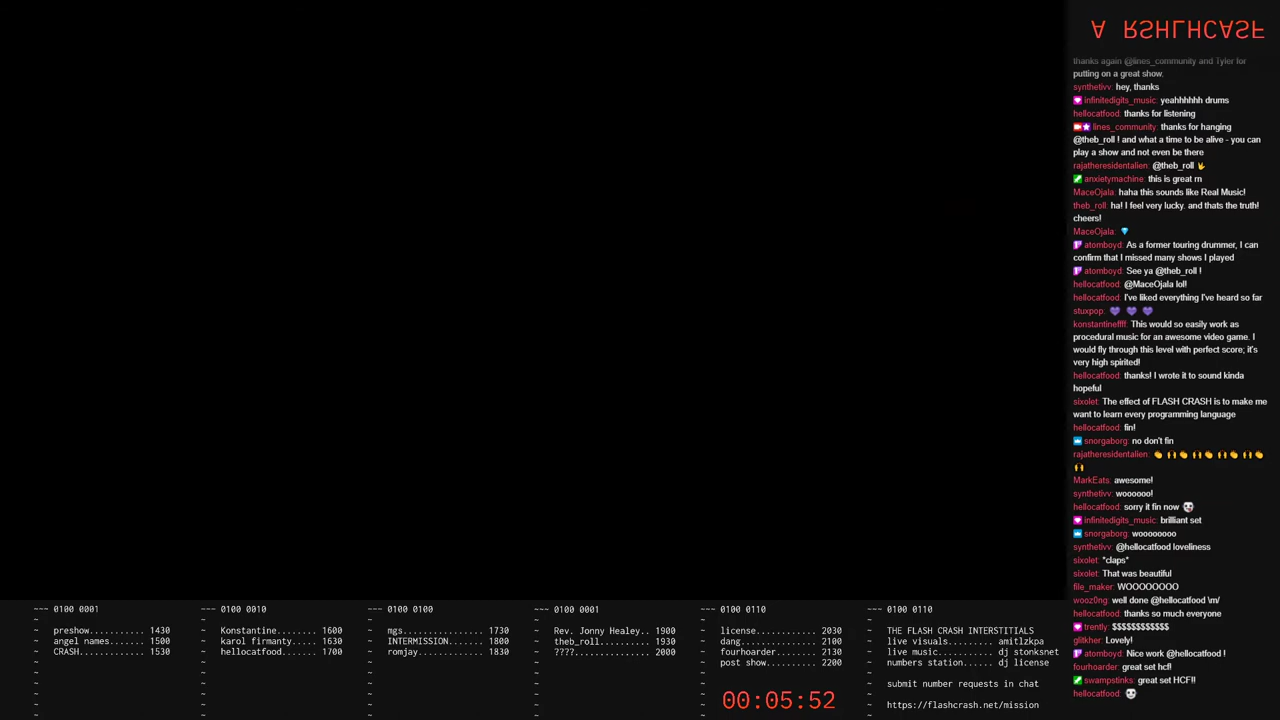 A RSHLHCASF
thanks again @lines_community and Tyler for
putting on a great show.
synthetivv: hey, thanks
infinitedigits_music: yeahhhhhh drums
hellocatfood: thanks for listening
lines_community: thanks for hanging
@theb_roll ! and what a time to be alive - you can
play a show and not even be there
rajatheresidentalien: @theb_roll 🤟
anxietymachine: this is great rn
MaceOjala: haha this sounds like Real Music!
theb_roll: ha! I feel very lucky. and thats the truth!
cheers!
MaceOjala: 💎
atomboyd: As a former touring drummer, I can
confirm that I missed many shows I played
atomboyd: See ya @theb_roll !
hellocatfood: @MaceOjala lol!
hellocatfood: I've liked everything I've heard so far
stuxpop: 💜 💜 💜
konstantineffff: This would so easily work as
procedural music for an awesome video game. I
would fly through this level with perfect score; it's
very high spirited!
hellocatfood: thanks! I wrote it to sound kinda
hopeful
sixolet: The effect of FLASH CRASH is to make me
want to learn every programming language
hellocatfood: fin!
snorgaborg: no don't fin
rajatheresidentalien: 👏 🙌 👏 🙌 👏 🙌 👏 🙌 👏
🙌
MarkEats: awesome!
synthetivv: woooooo!
hellocatfood: sorry it fin now 💀
infinitedigits_music: brilliant set
snorgaborg: woooooooo
synthetivv: @hellocatfood loveliness
sixolet: *claps*
sixolet: That was beautiful
file_maker: WOOOOOOOO
wooz0ng: well done @hellocatfood \m/
hellocatfood: thanks so much everyone
trently: $$$$$$$$$$$$
glitkher: Lovely!
atomboyd: Nice work @hellocatfood !
fourhoarder: great set hcf!
swampstinks: great set HCF!!
hellocatfood: 💀
~~~ 0100 0001
~
~ preshow.......... 1430
~ angel names...... 1500
~ CRASH............ 1530
~
~
~
~
~
~
~~~ 0100 0010
~
~ Konstantine...... 1600
~ karol firmanty... 1630
~ hellocatfood..... 1700
~
~
~
~
~
~
~~~ 0100 0100
~
~ mgs.............. 1730
~ INTERMISSION..... 1800
~ romjay........... 1830
~
~
~
~
~
~
~~~ 0100 0001
~
~ Rev. Jonny Healey.. 1900
~ theb_roll........ 1930
~ ????............. 2000
~
~
~
~
~
~
~~~ 0100 0110
~
~ license.......... 2030
~ dang............. 2100
~ fourhoarder...... 2130
~ post show........ 2200
~
~
~
~
~
00:05:52
~~~ 0100 0110
~
~ THE FLASH CRASH INTERSTITIALS
~ live visuals....... amitlzkpa
~ live music..... dj stonksnet
~ numbers station... dj license
~
~ submit number requests in chat
~
~ https://flashcrash.net/mission
~